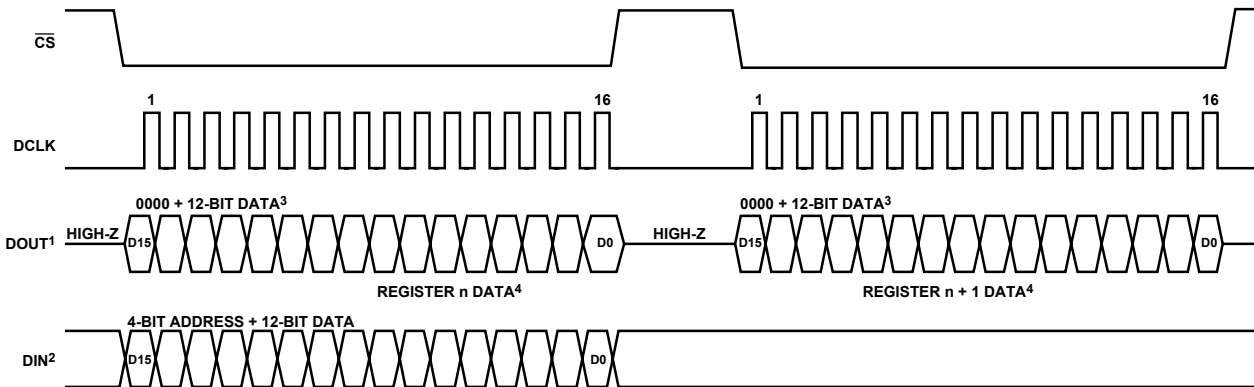 CS
1 16 1 16
DCLK
0000 + 12-BIT DATA³ 0000 + 12-BIT DATA³
DOUT¹ HIGH-Z D15 D0 HIGH-Z D15 D0
REGISTER n DATA⁴ REGISTER n + 1 DATA⁴
4-BIT ADDRESS + 12-BIT DATA
DIN² D15 D0